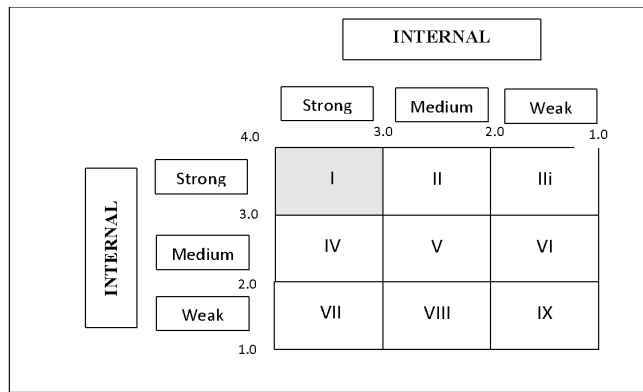 INTERNAL
Strong Medium Weak
4.0 3.0 2.0 1.0
Strong I II IIi
3.0
INTERNAL
Medium IV V VI
2.0
Weak VII VIII IX
1.0